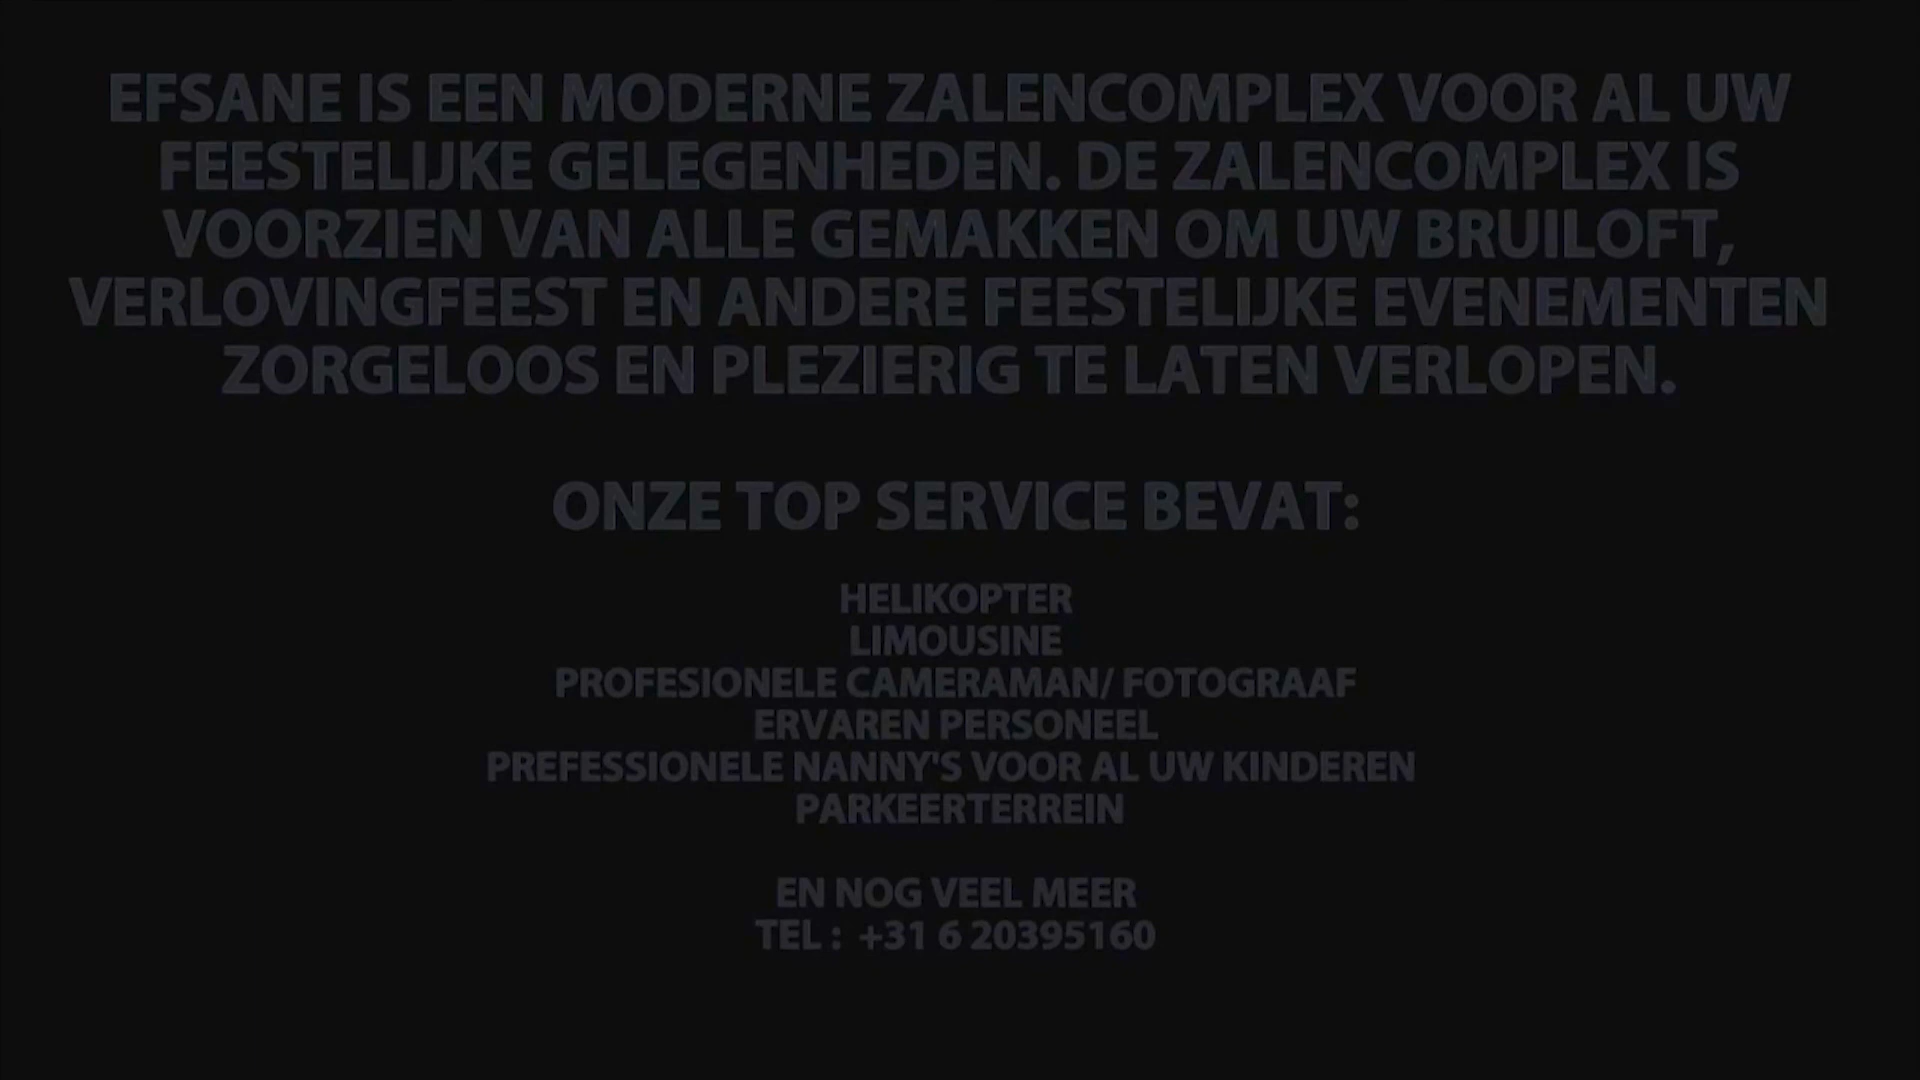 EFSANE IS EEN MODERNE ZALENCOMPLEX VOOR AL UW
FEESTELIJKE GELEGENHEDEN. DE ZALENCOMPLEX IS
VOORZIEN VAN ALLE GEMAKKEN OM UW BRUILOFT,
VERLOVINGFEEST EN ANDERE FEESTELIJKE EVENEMENTEN
ZORGELOOS EN PLEZIERIG TE LATEN VERLOPEN.
ONZE TOP SERVICE BEVAT:
HELIKOPTER
LIMOUSINE
PROFESIONELE CAMERAMAN/ FOTOGRAAF
ERVAREN PERSONEEL
PREFESSIONELE NANNY'S VOOR AL UW KINDEREN
PARKEERTERREIN
EN NOG VEEL MEER
TEL : +31 6 20395160